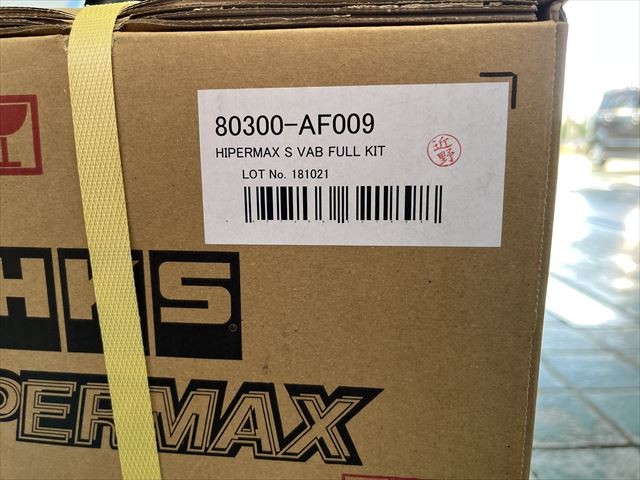 80300-AF009
HIPERMAX S VAB FULL KIT
近野
LOT No. 181021
HKS
PERMAX